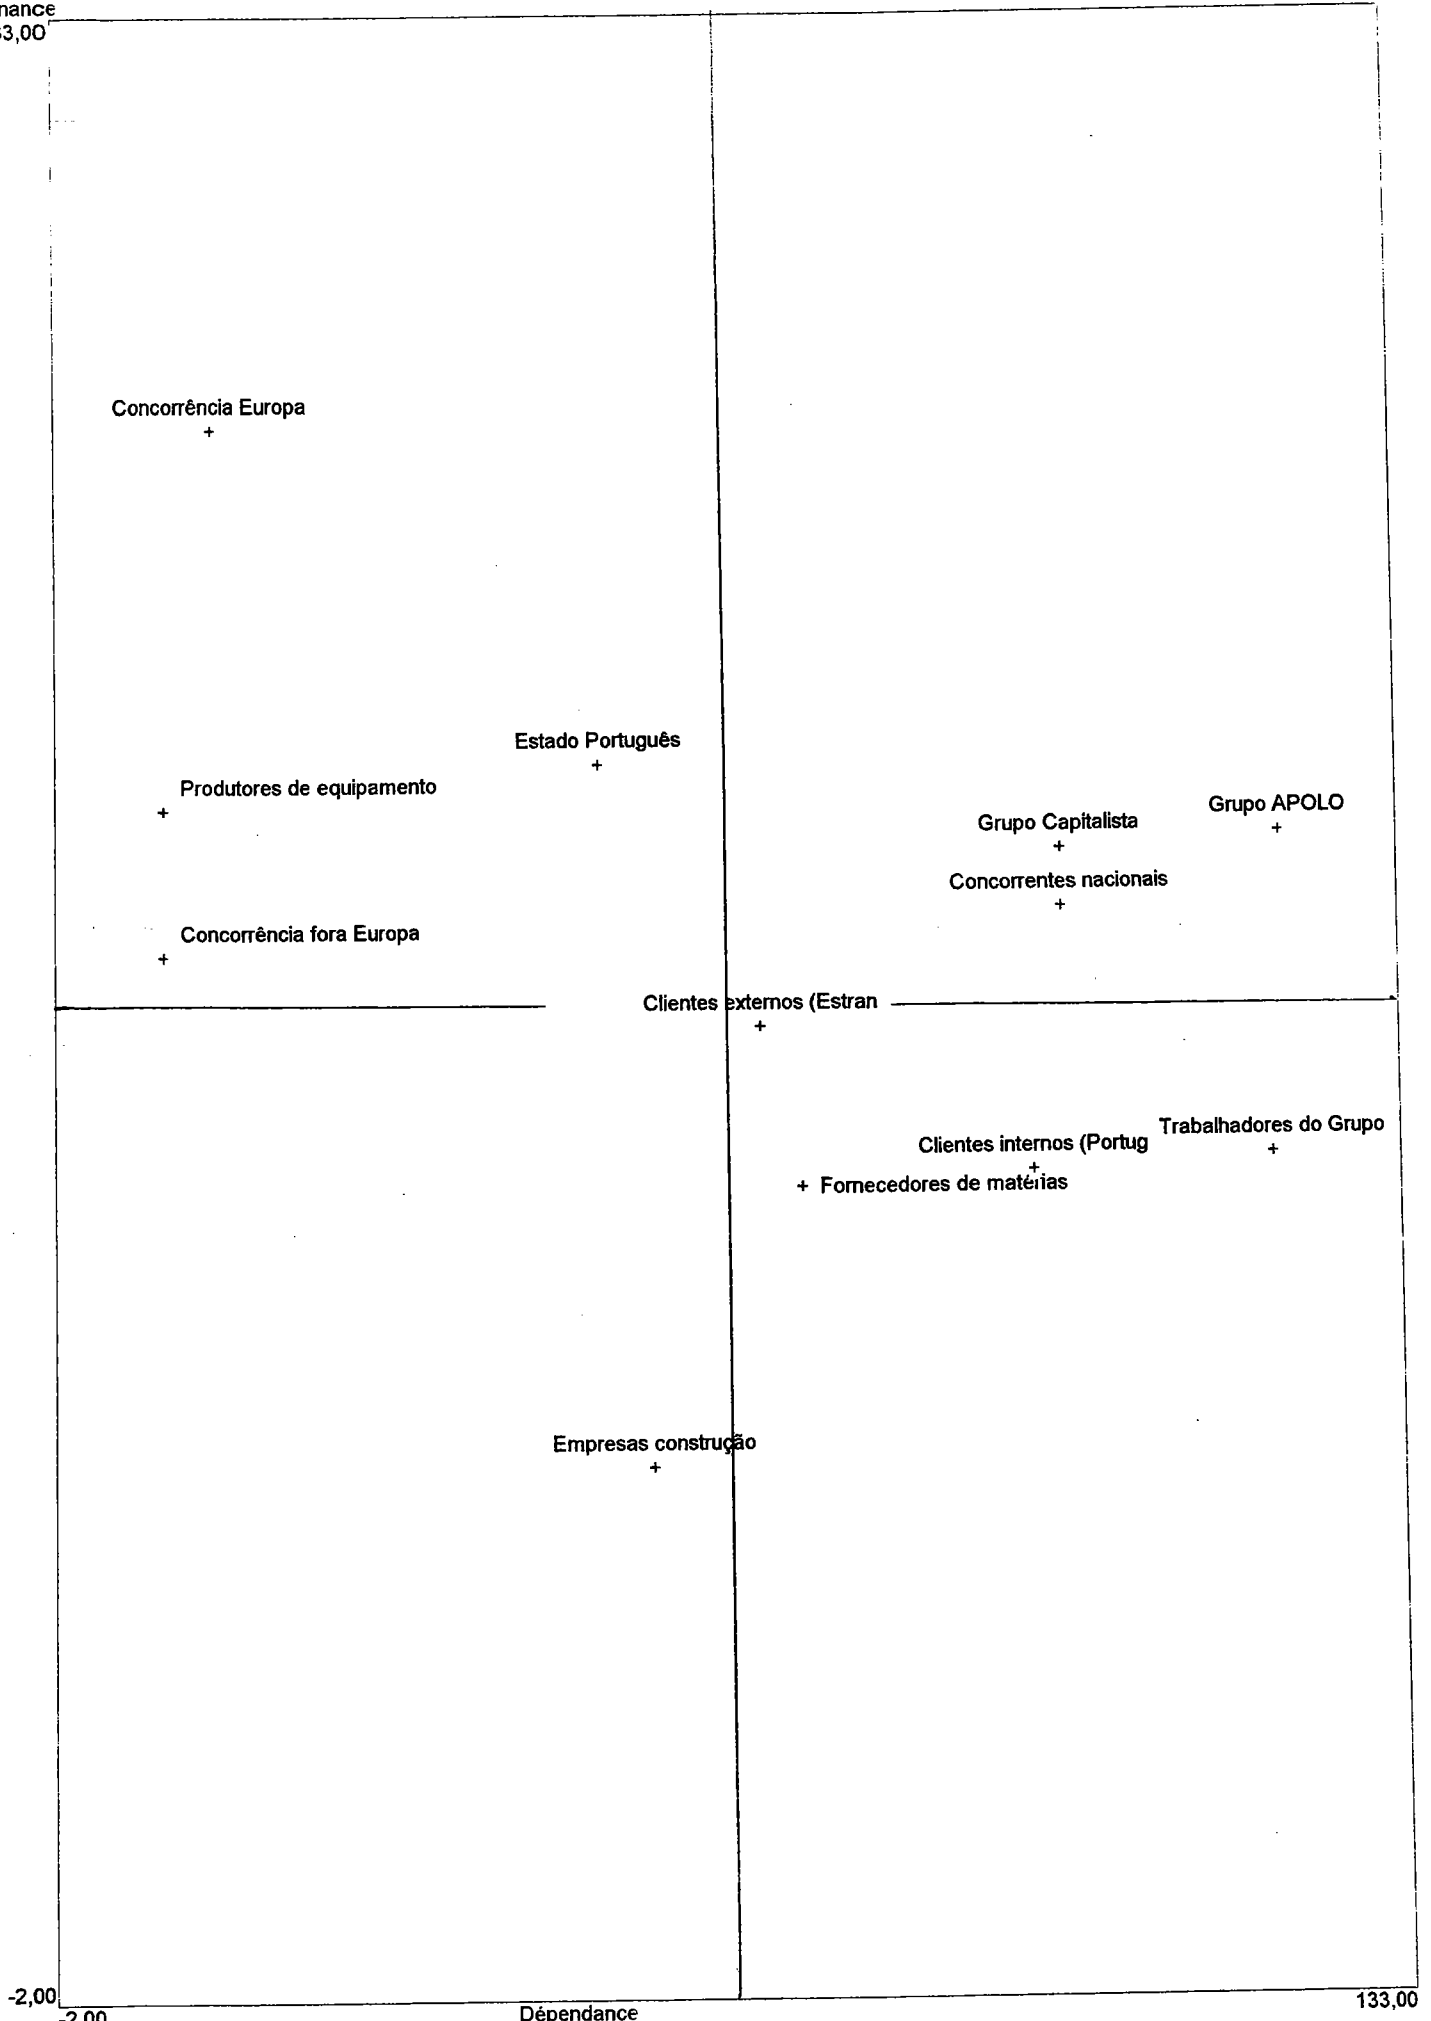 nance
3,00
Concorrência Europa
Estado Português
Produtores de equipamento
Grupo APOLO
Grupo Capitalista
Concorrentes nacionais
Concorrência fora Europa
Clientes externos (Estran
Trabalhadores do Grupo
Clientes internos (Portug
Fornecedores de matérias
Empresas construção
-2,00
-2,00
Dépendance
133,00